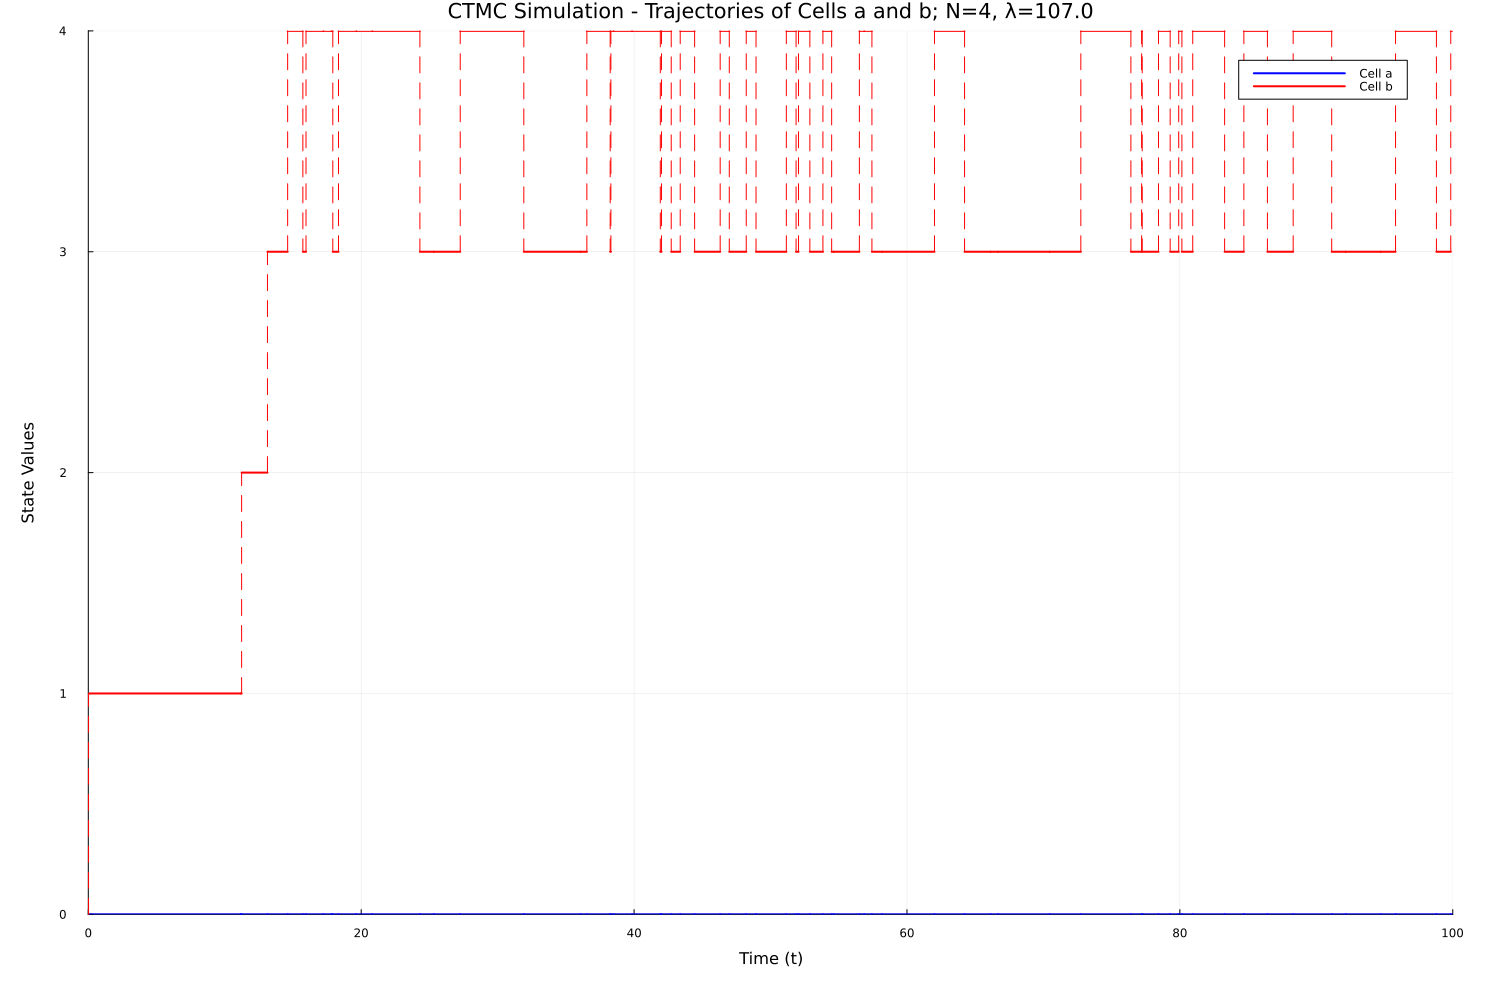 CTMC Simulation - Trajectories of Cells a and b; N=4, λ=107.0
4
Cell a
Cell b
3
State Values
2
1
0
0 20 40 60 80 100
Time (t)